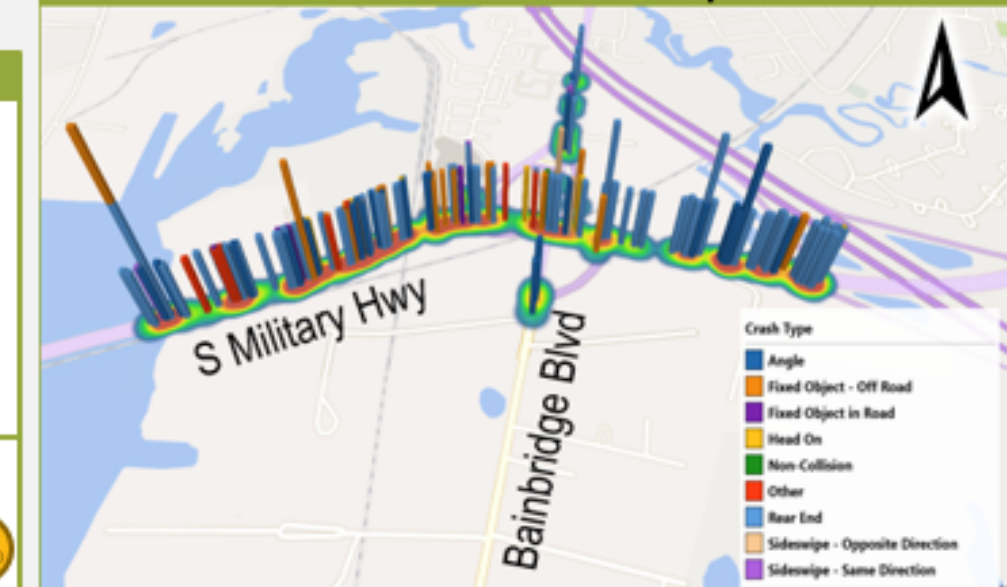 S Military Hwy
Bainbridge Blvd
Crash Type
Angle
Fixed Object - Off Road
Fixed Object in Road
Head On
Non-Collision
Other
Rear End
Sideswipe - Opposite Direction
Sideswipe - Same Direction